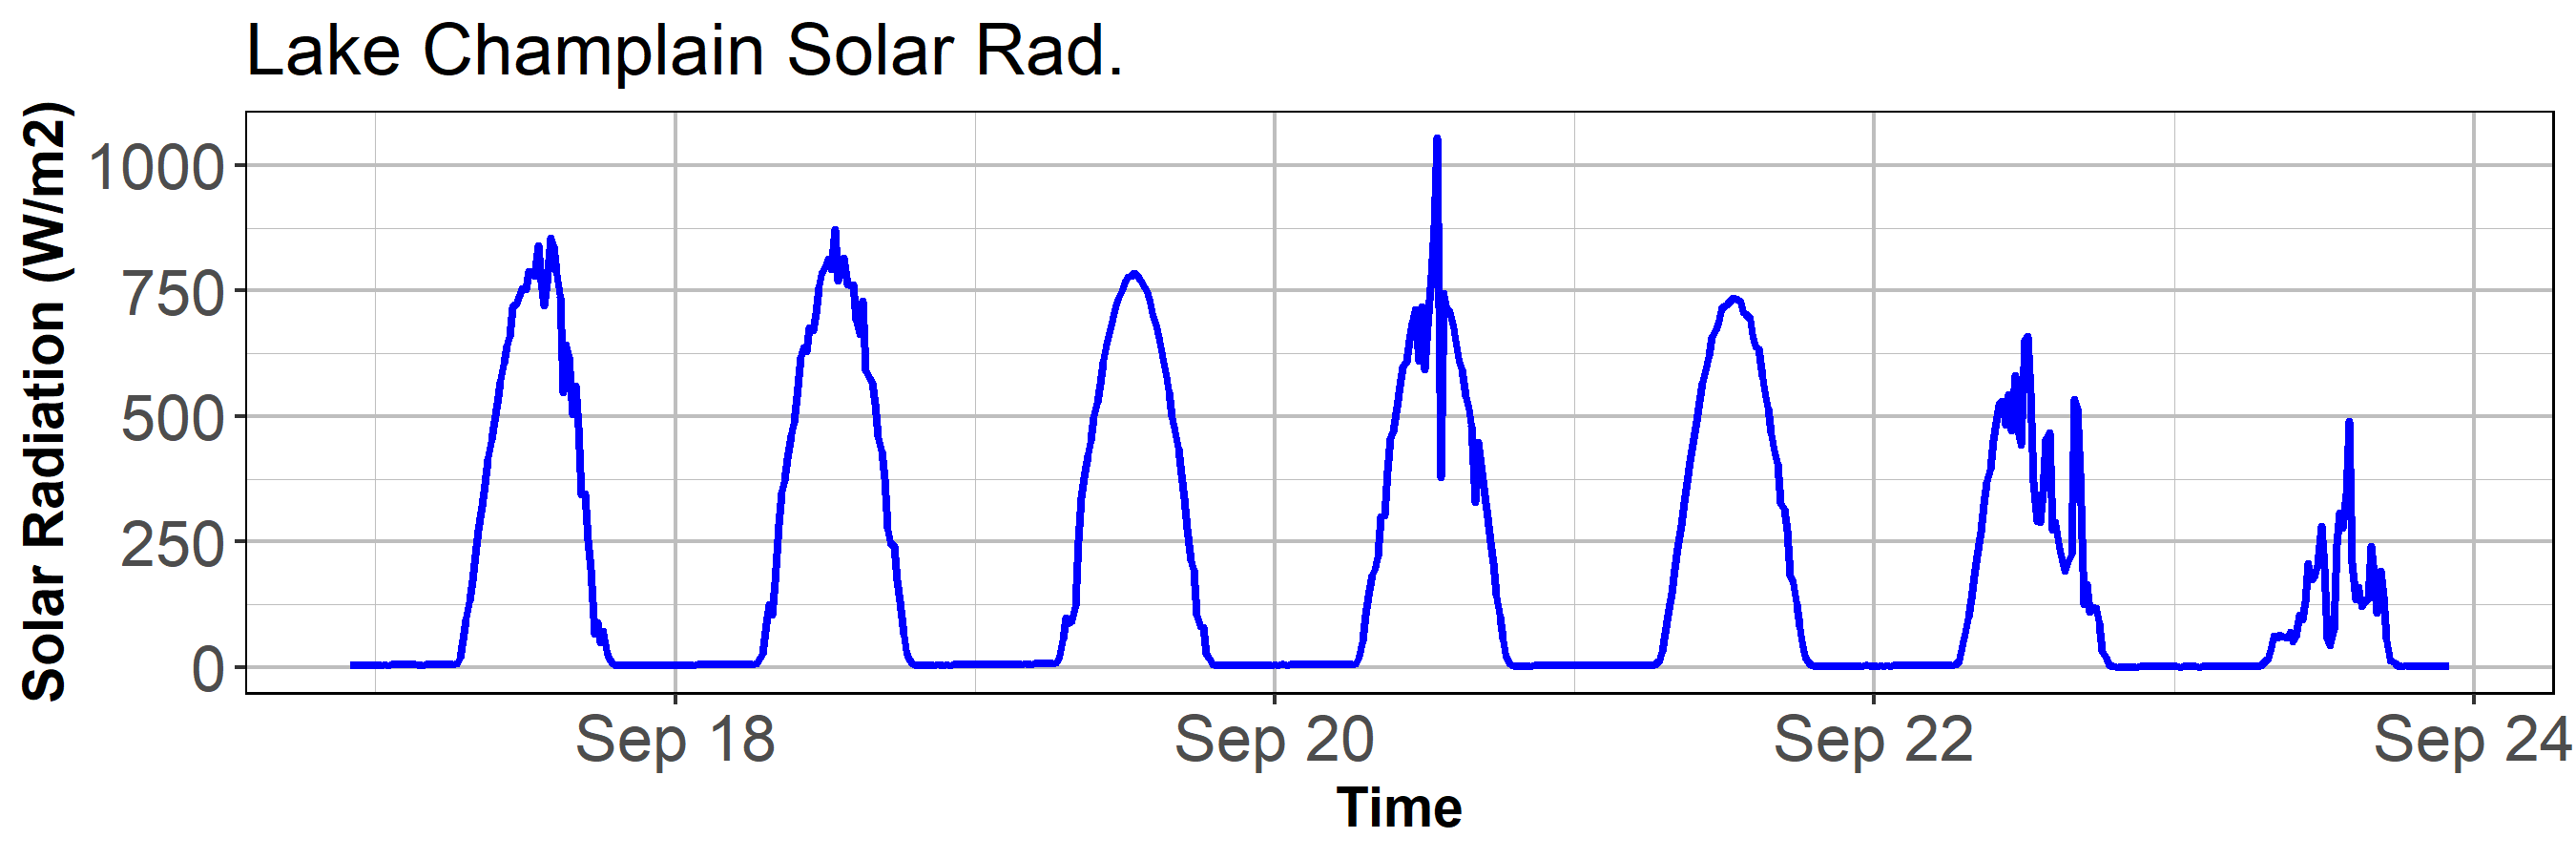 Lake Champlain Solar Rad.
Solar Radiation (W/m2)
1000
750
500
250
0
Sep 18
Sep 20
Sep 22
Sep 24
Time